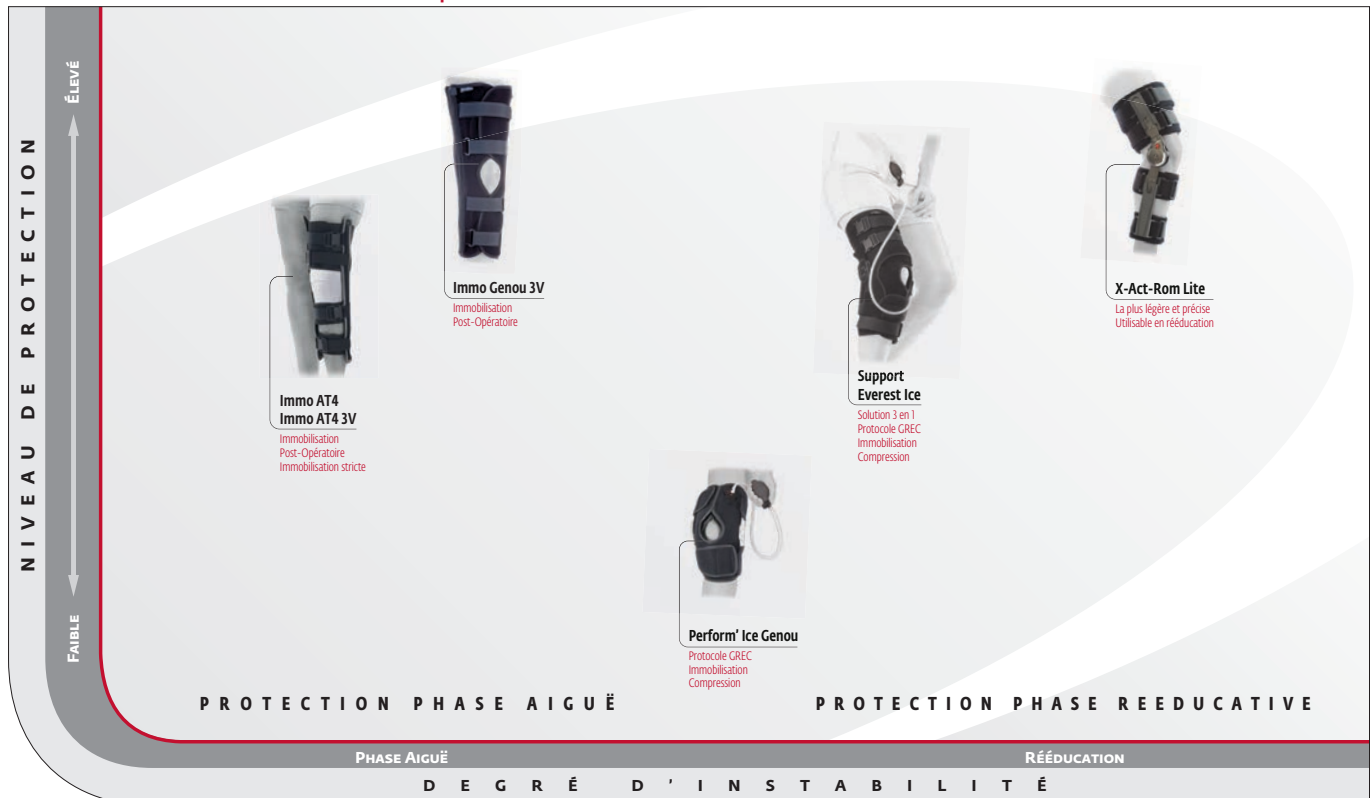 NIVEAU DE PROTECTION
ÉLEVÉ
FAIBLE
Immo Genou 3V
Immobilisation
Post-Opératoire
X-Act-Rom Lite
La plus légère et précise
Utilisable en rééducation
Immo AT4
Immo AT4 3V
Immobilisation
Post-Opératoire
Immobilisation stricte
Support
Everest Ice
Solution 3 en 1
Protocole GREC
Immobilisation
Compression
Perform' Ice Genou
Protocole GREC
Immobilisation
Compression
PROTECTION PHASE AIGUË
PROTECTION PHASE REEDUCATIVE
PHASE AIGUË
RÉÉDUCATION
DEGRÉ D'INSTABILITÉ